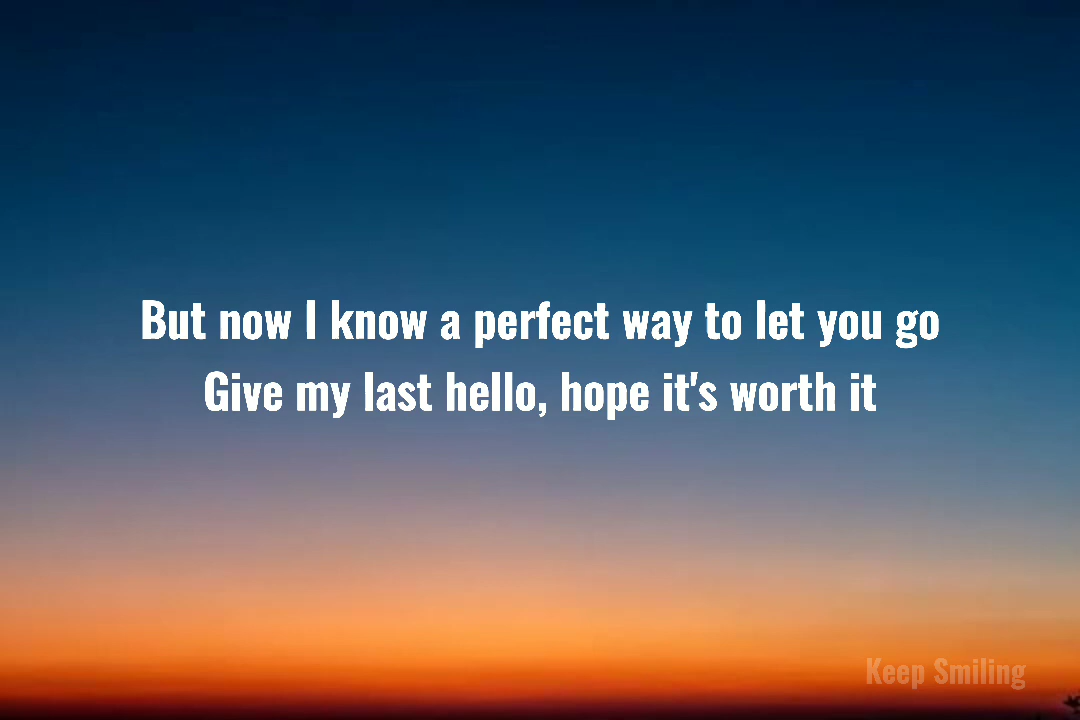 But now I know a perfect way to let you go
Give my last hello, hope it's worth it
Keep Smiling